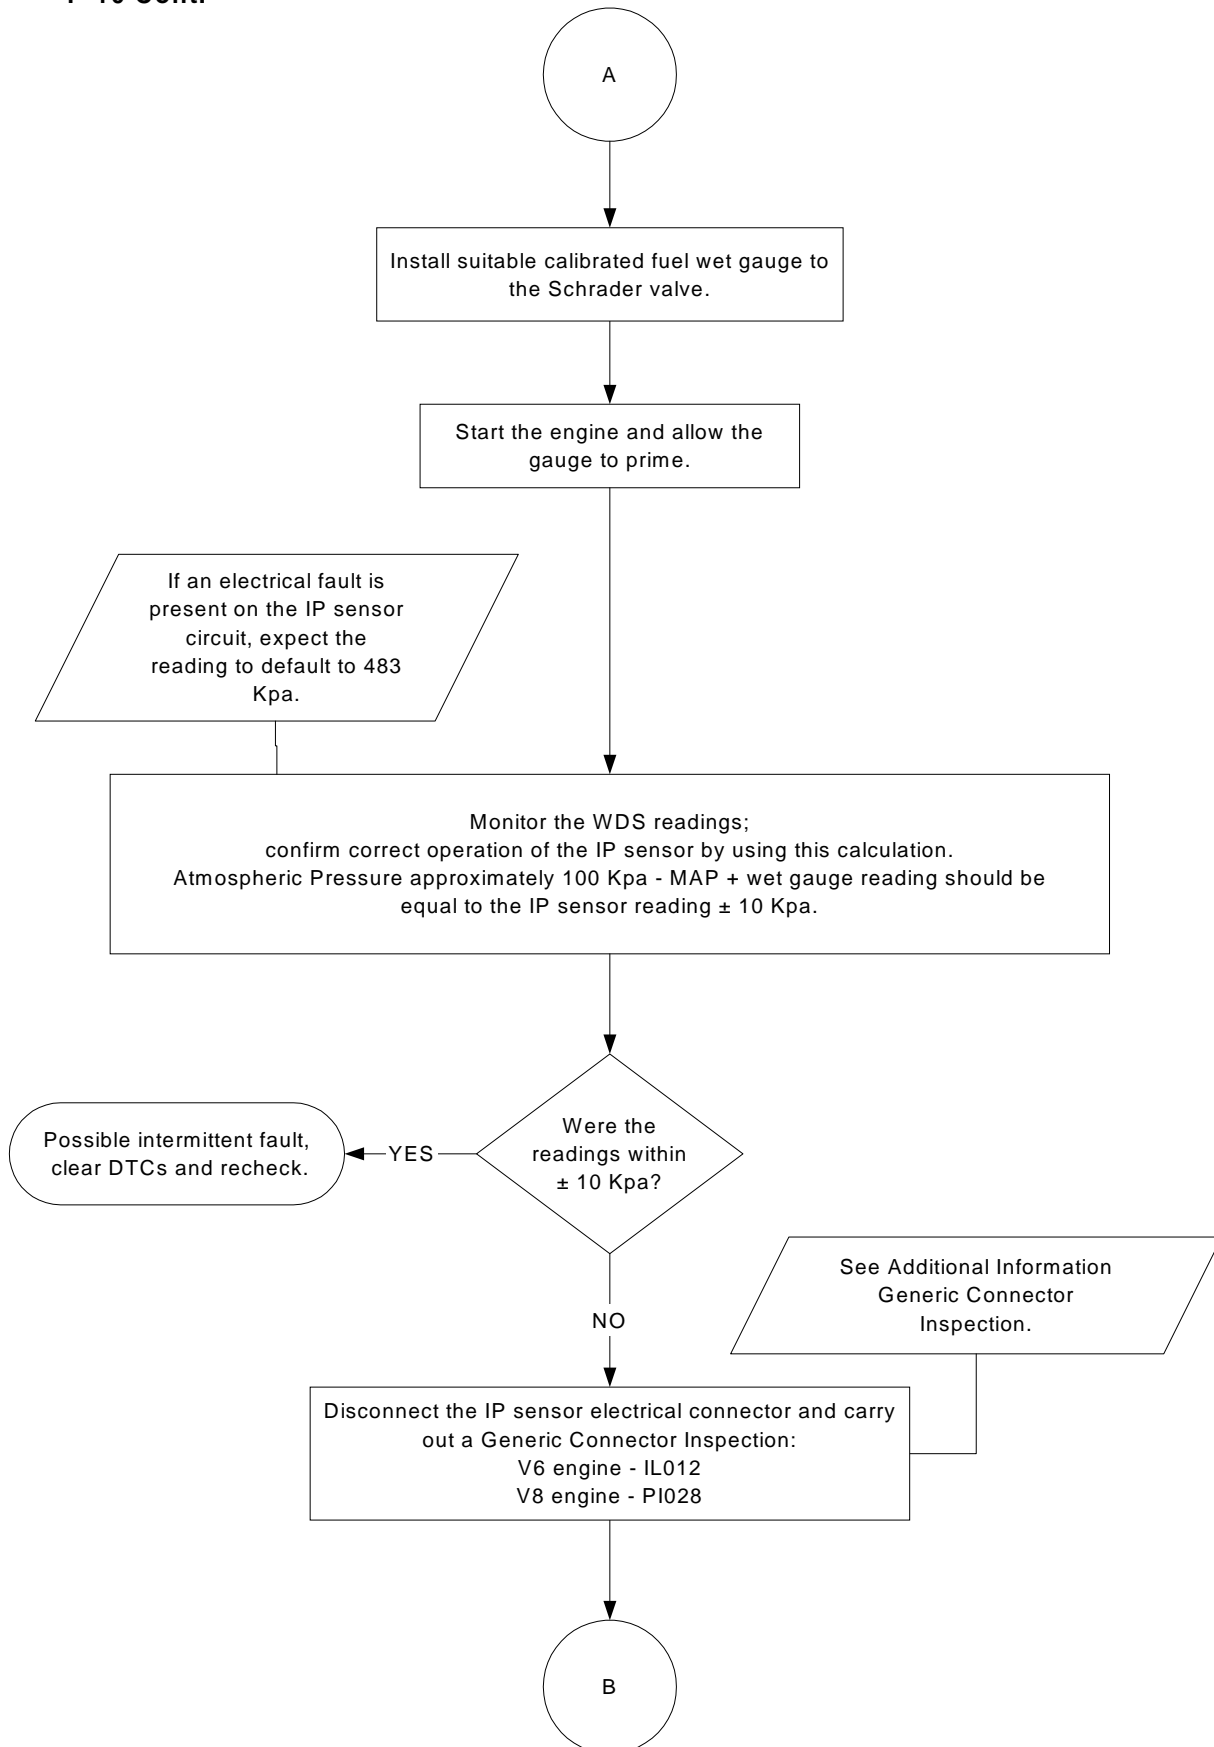 A
Install suitable calibrated fuel wet gauge to
the Schrader valve.
Start the engine and allow the
gauge to prime.
If an electrical fault is
present on the IP sensor
circuit, expect the
reading to default to 483
Kpa.
Monitor the WDS readings;
confirm correct operation of the IP sensor by using this calculation.
Atmospheric Pressure approximately 100 Kpa - MAP + wet gauge reading should be
equal to the IP sensor reading ± 10 Kpa.
Were the
readings within
± 10 Kpa?
YES
Possible intermittent fault,
clear DTCs and recheck.
NO
See Additional Information
Generic Connector
Inspection.
Disconnect the IP sensor electrical connector and carry
out a Generic Connector Inspection:
V6 engine - IL012
V8 engine - PI028
B